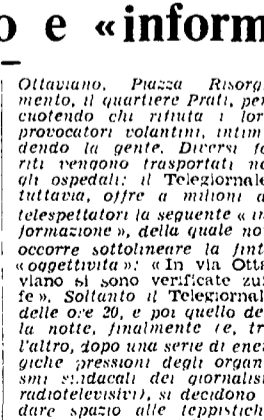 o e «inform
Ottaviano, Piazza Risorgi
mento, il quartiere Prati, per
cuotendo chi rifiuta i lor
provocatori volantini, intim
dendo la gente. Diversi fe
riti vengono trasportati ne
gli ospedali: il Telegiornale
tuttavia, offre a milioni d
telespettatori la seguente « in
formazione », della quale no
occorre sottolineare la fint
« oggettività »: « In via Otta
viano si sono verificate zuf
fe ». Soltanto il Telegiornal
delle ore 20, e poi quello de
la notte, finalmente (e, tr
l'altro, dopo una serie di ener
giche pressioni degli organ
smi sindacali dei giornalis
radiotelevisivi), si decidono
dare spazio alle teppistich